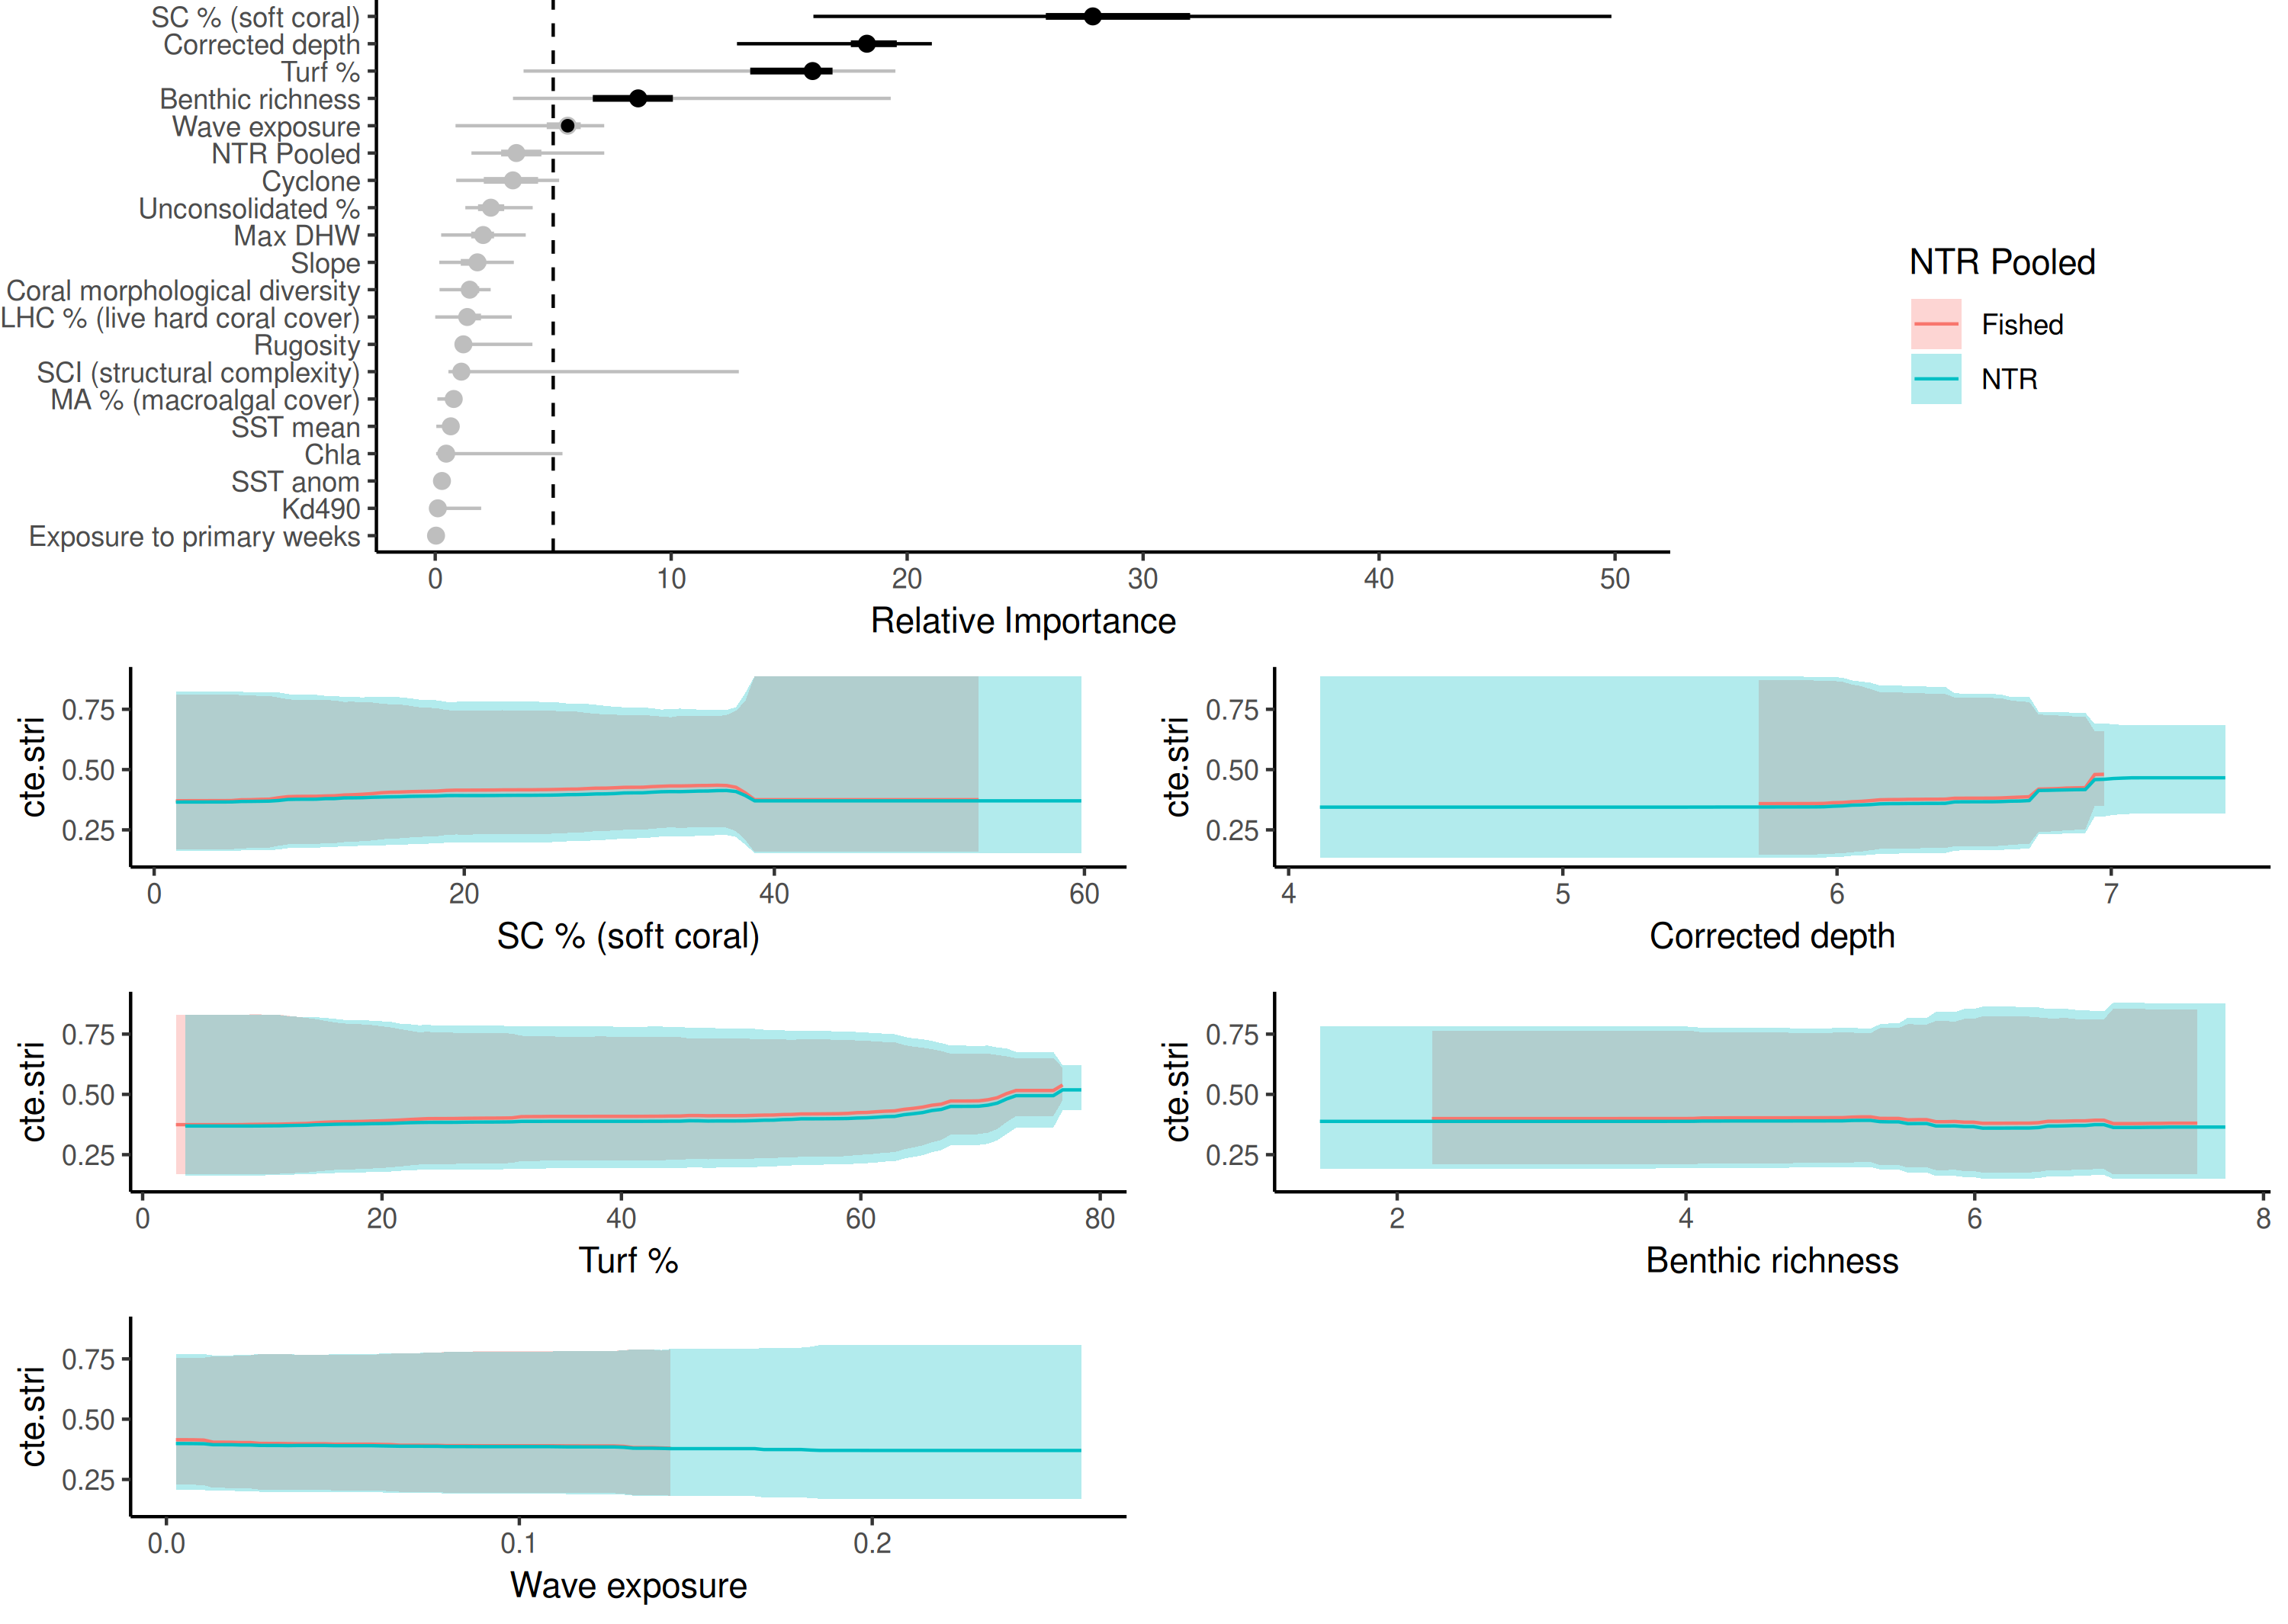 SC % (soft coral)
Corrected depth
Turf %
Benthic richness
Wave exposure
NTR Pooled
Cyclone
Unconsolidated %
Max DHW
Slope
Coral morphological diversity
LHC % (live hard coral cover)
Rugosity
SCI (structural complexity)
MA % (macroalgal cover)
SST mean
Chla
SST anom
Kd490
Exposure to primary weeks
0 10 20 30 40 50
Relative Importance
NTR Pooled
Fished
NTR
cte.stri
0.75
0.50
0.25
0 20 40 60
SC % (soft coral)
cte.stri
0.75
0.50
0.25
4 5 6 7
Corrected depth
cte.stri
0.75
0.50
0.25
0 20 40 60 80
Turf %
cte.stri
0.75
0.50
0.25
2 4 6 8
Benthic richness
cte.stri
0.75
0.50
0.25
0.0 0.1 0.2
Wave exposure